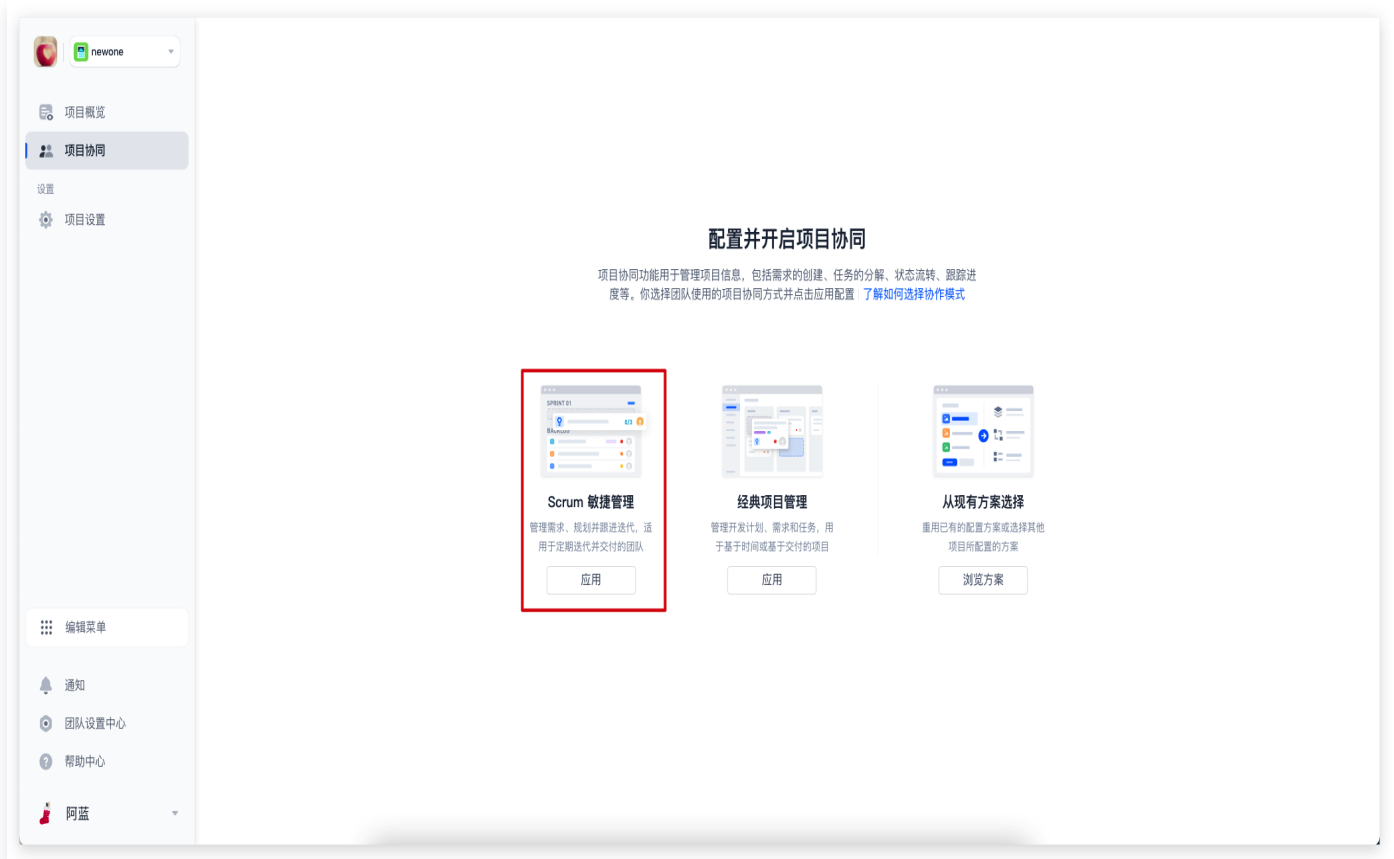 newone
项目概览
项目协同
设置
项目设置
编辑菜单
通知
团队设置中心
帮助中心
阿蓝
配置并开启项目协同
项目协同功能用于管理项目信息，包括需求的创建、任务的分解、状态流转、跟踪进
度等。你选择团队使用的项目协同方式并点击应用配置 了解如何选择协作模式
SPRINT 01
BACKLOG
Scrum 敏捷管理
管理需求、规划并跟进迭代，适
用于定期迭代并交付的团队
应用
经典项目管理
管理开发计划、需求和任务，用
于基于时间或基于交付的项目
应用
从现有方案选择
重用已有的配置方案或选择其他
项目所配置的方案
浏览方案